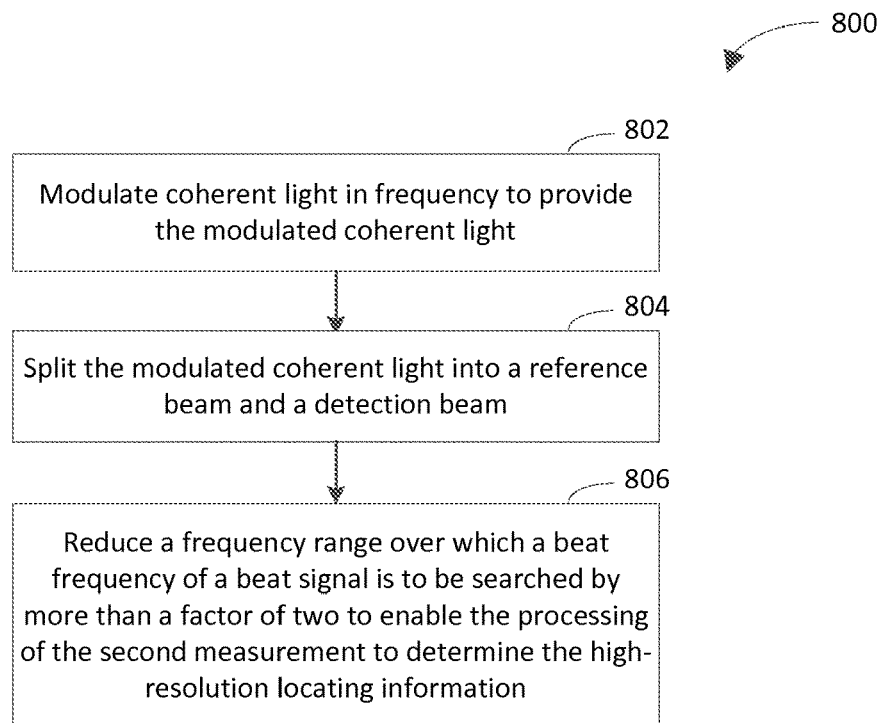 800
802
Modulate coherent light in frequency to provide
the modulated coherent light
804
Split the modulated coherent light into a reference
beam and a detection beam
806
Reduce a frequency range over which a beat
frequency of a beat signal is to be searched by
more than a factor of two to enable the processing
of the second measurement to determine the high-
resolution locating information